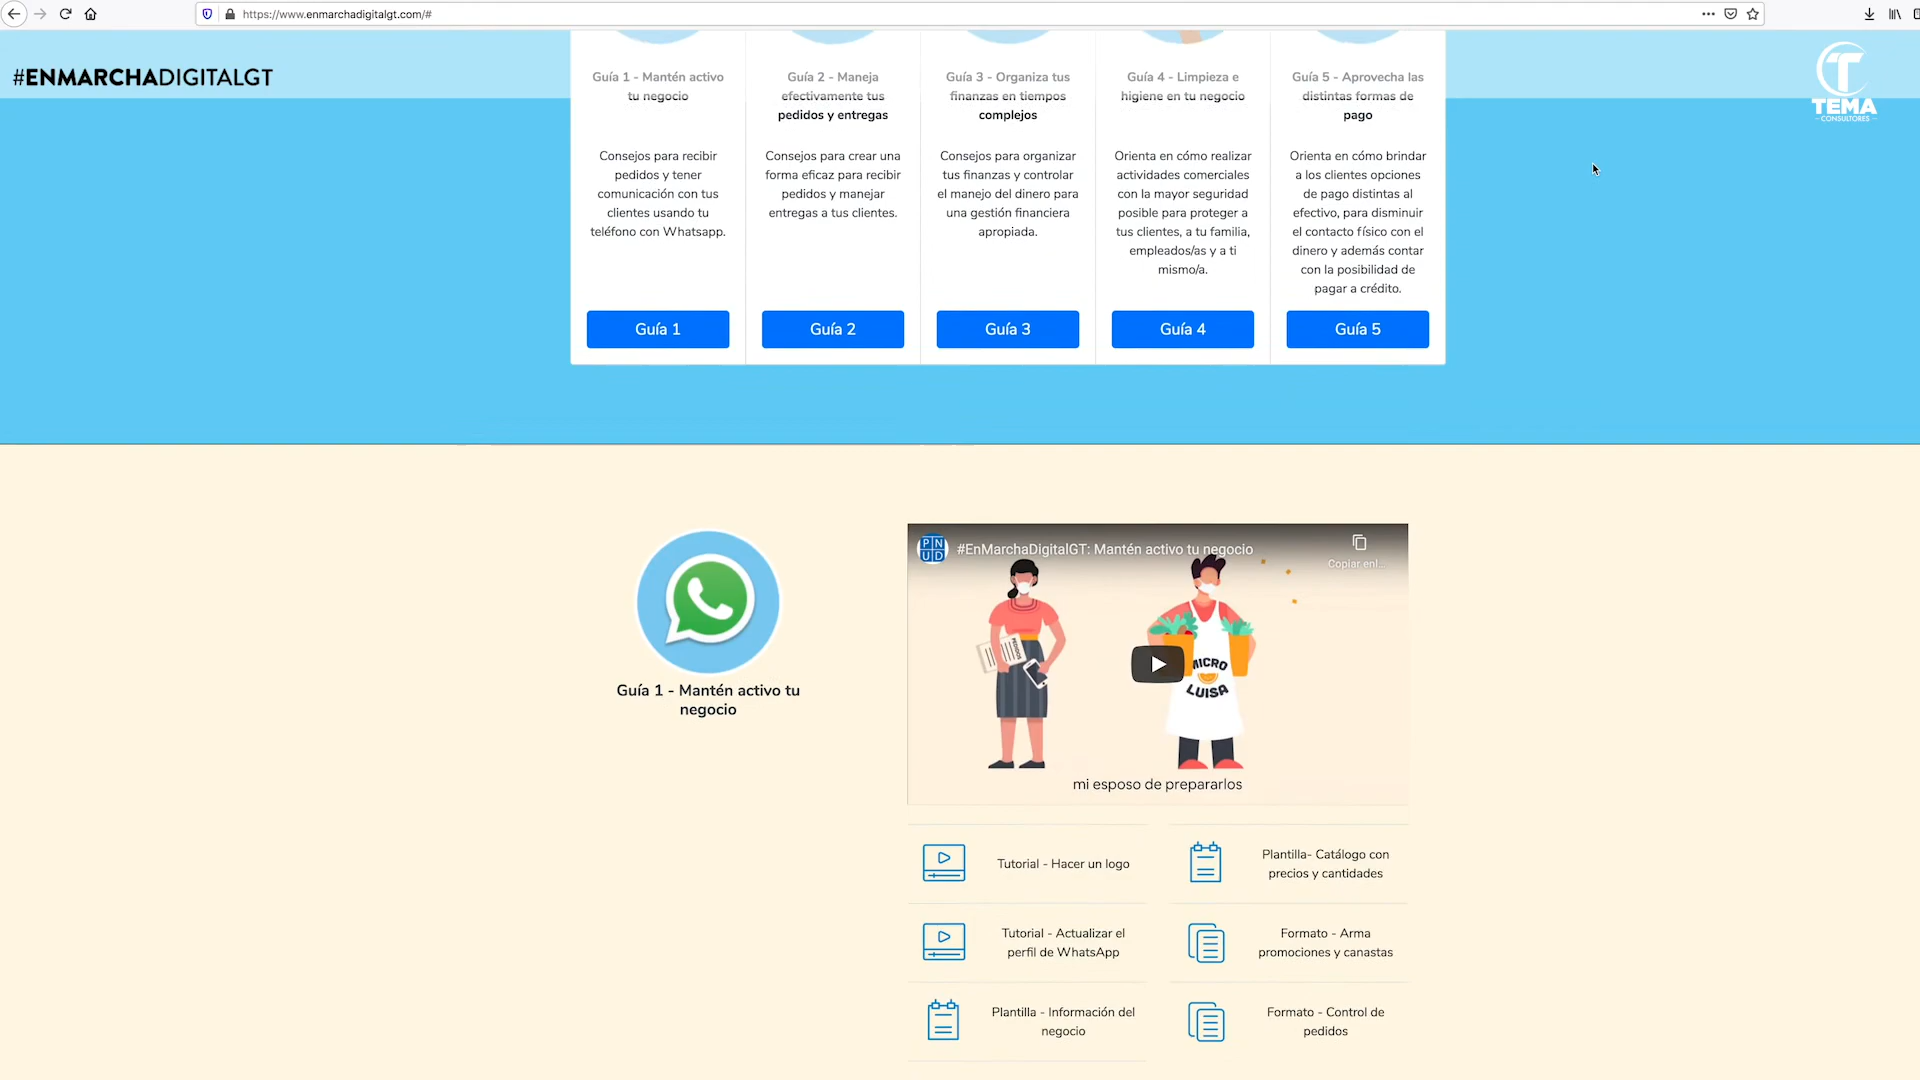 https://www.enmarchadigitalgt.com/#
#ENMARCHADIGITALGT
TEMA
CONSULTORES
Guía 1 - Mantén activo
tu negocio
Consejos para recibir
pedidos y tener
comunicación con tus
clientes usando tu
teléfono con Whatsapp.
Guía 1
Guía 2 - Maneja
efectivamente tus
pedidos y entregas
Consejos para crear una
forma eficaz para recibir
pedidos y manejar
entregas a tus clientes.
Guía 2
Guía 3 - Organiza tus
finanzas en tiempos
complejos
Consejos para organizar
tus finanzas y controlar
el manejo del dinero para
una gestión financiera
apropiada.
Guía 3
Guía 4 - Limpieza e
higiene en tu negocio
Orienta en cómo realizar
actividades comerciales
con la mayor seguridad
posible para proteger a
tus clientes, a tu familia,
empleados/as y a ti
mismo/a.
Guía 4
Guía 5 - Aprovecha las
distintas formas de
pago
Orienta en cómo brindar
a los clientes opciones
de pago distintas al
efectivo, para disminuir
el contacto físico con el
dinero y además contar
con la posibilidad de
pagar a crédito.
Guía 5
Guía 1 - Mantén activo tu
negocio
PN
UD
#EnMarchaDigitalGT: Mantén activo tu negocio
Copiar enl...
PEDIDOS
MICRO
LUISA
mi esposo de prepararlos
Tutorial - Hacer un logo
Plantilla- Catálogo con
precios y cantidades
Tutorial - Actualizar el
perfil de WhatsApp
Formato - Arma
promociones y canastas
Plantilla - Información del
negocio
Formato - Control de
pedidos